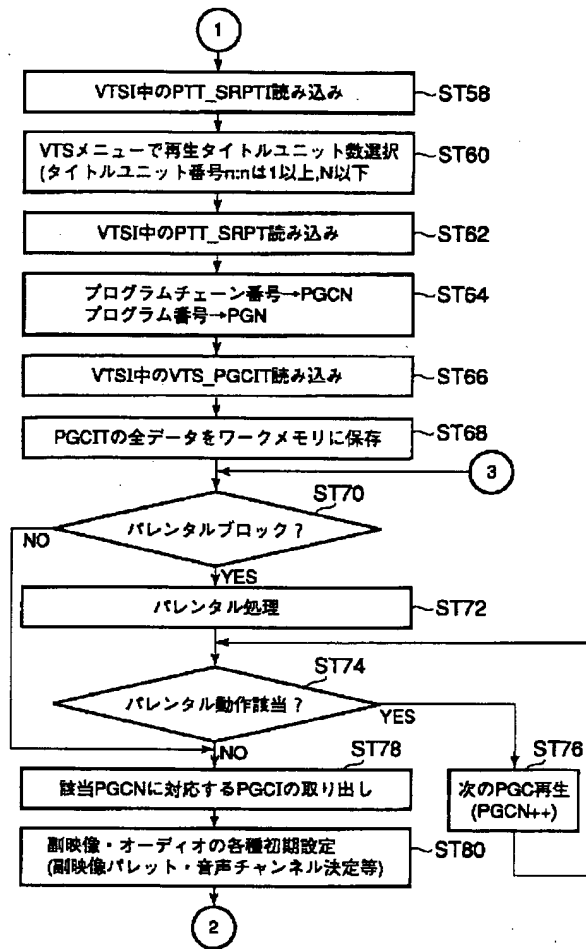 1
VTSI中のPTT_SRPTI読み込み
ST58
VTSメニューで再生タイトルユニット数選択
(タイトルユニット番号n:nは1以上,N以下
ST60
VTSI中のPTT_SRPT読み込み
ST62
プログラムチェーン番号→PGCN
プログラム番号→PGN
ST64
VTSI中のVTS_PGCIT読み込み
ST66
PGCITの全データをワークメモリに保存
ST68
3
ST70
パレンタルブロック?
NO
YES
パレンタル処理
ST72
ST74
パレンタル動作該当?
YES
NO
ST76
次のPGC再生
(PGCN++)
ST78
該当PGCNに対応するPGCIの取り出し
副映像・オーディオの各種初期設定
(副映像パレット・音声チャンネル決定等)
ST80
2